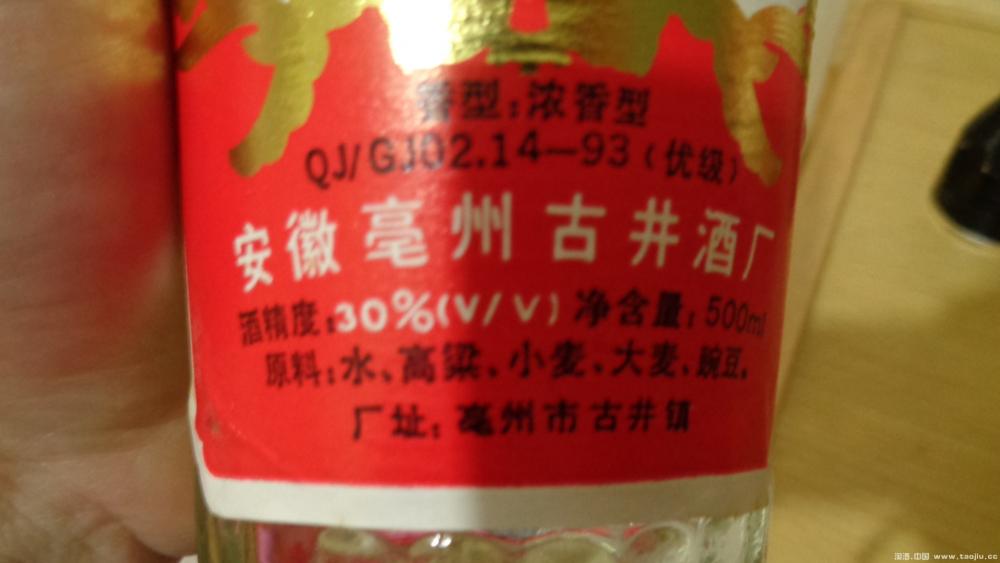 香型：浓香型
QJ/GJ02.14—93（优级）
安徽亳州古井酒厂
酒精度：30%(V/V) 净含量：500ml
原料：水、高粱、小麦、大麦、豌豆。
厂址：亳州市古井镇
淘酒.中国 www.taojiu.cc